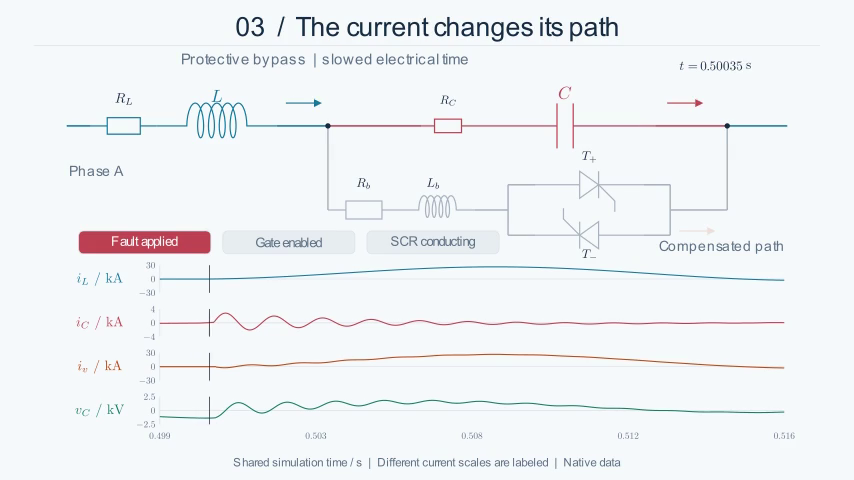 03 / The current changes its path
Protective bypass | slowed electrical time
t = 0.50035 s
R_L
L
R_C
C
T_+
Phase A
R_b
L_b
Fault applied
Gate enabled
SCR conducting
T_−
Compensated path
i_L / kA
30
0
−30
i_C / kA
4
0
−4
i_v / kA
30
0
−30
v_C / kV
2.5
0
−2.5
0.499
0.503
0.508
0.512
0.516
Shared simulation time / s | Different current scales are labeled | Native data